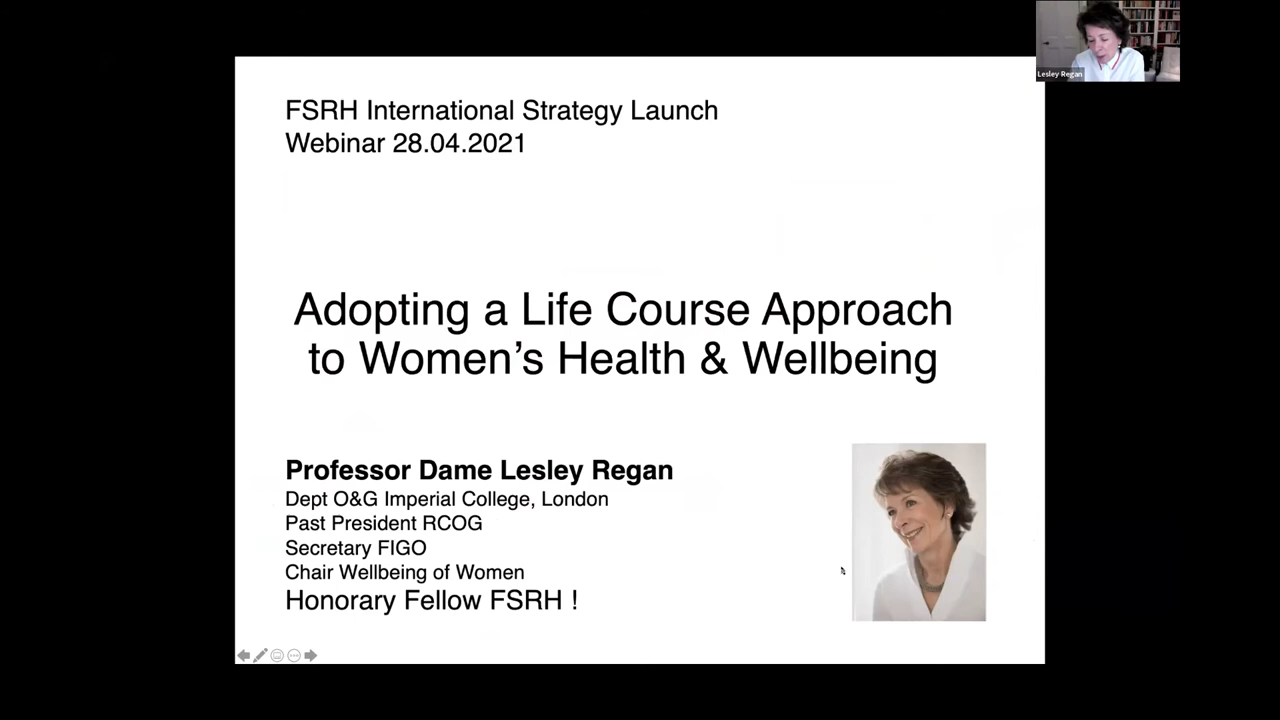 Lesley Regan
FSRH International Strategy Launch
Webinar 28.04.2021
Adopting a Life Course Approach
to Women’s Health & Wellbeing
Professor Dame Lesley Regan
Dept O&G Imperial College, London
Past President RCOG
Secretary FIGO
Chair Wellbeing of Women
Honorary Fellow FSRH !